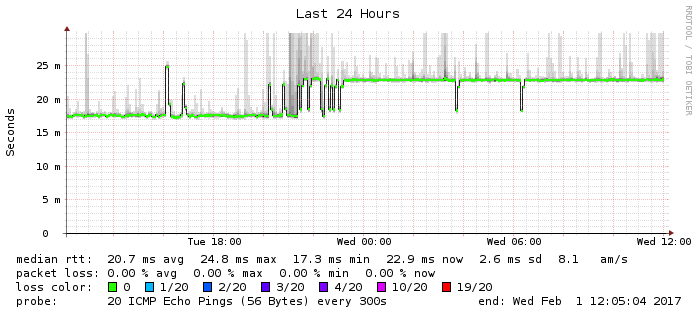 Last 24 Hours
RRDTOOL / TOBI OETIKER
Seconds
25 m
20 m
15 m
10 m
5 m
0
Tue 18:00 Wed 00:00 Wed 06:00 Wed 12:00
median rtt: 20.7 ms avg 24.8 ms max 17.3 ms min 22.9 ms now 2.6 ms sd 8.1 am/s
packet loss: 0.00 % avg 0.00 % max 0.00 % min 0.00 % now
loss color: 0 1/20 2/20 3/20 4/20 10/20 19/20
probe: 20 ICMP Echo Pings (56 Bytes) every 300s end: Wed Feb 1 12:05:04 2017